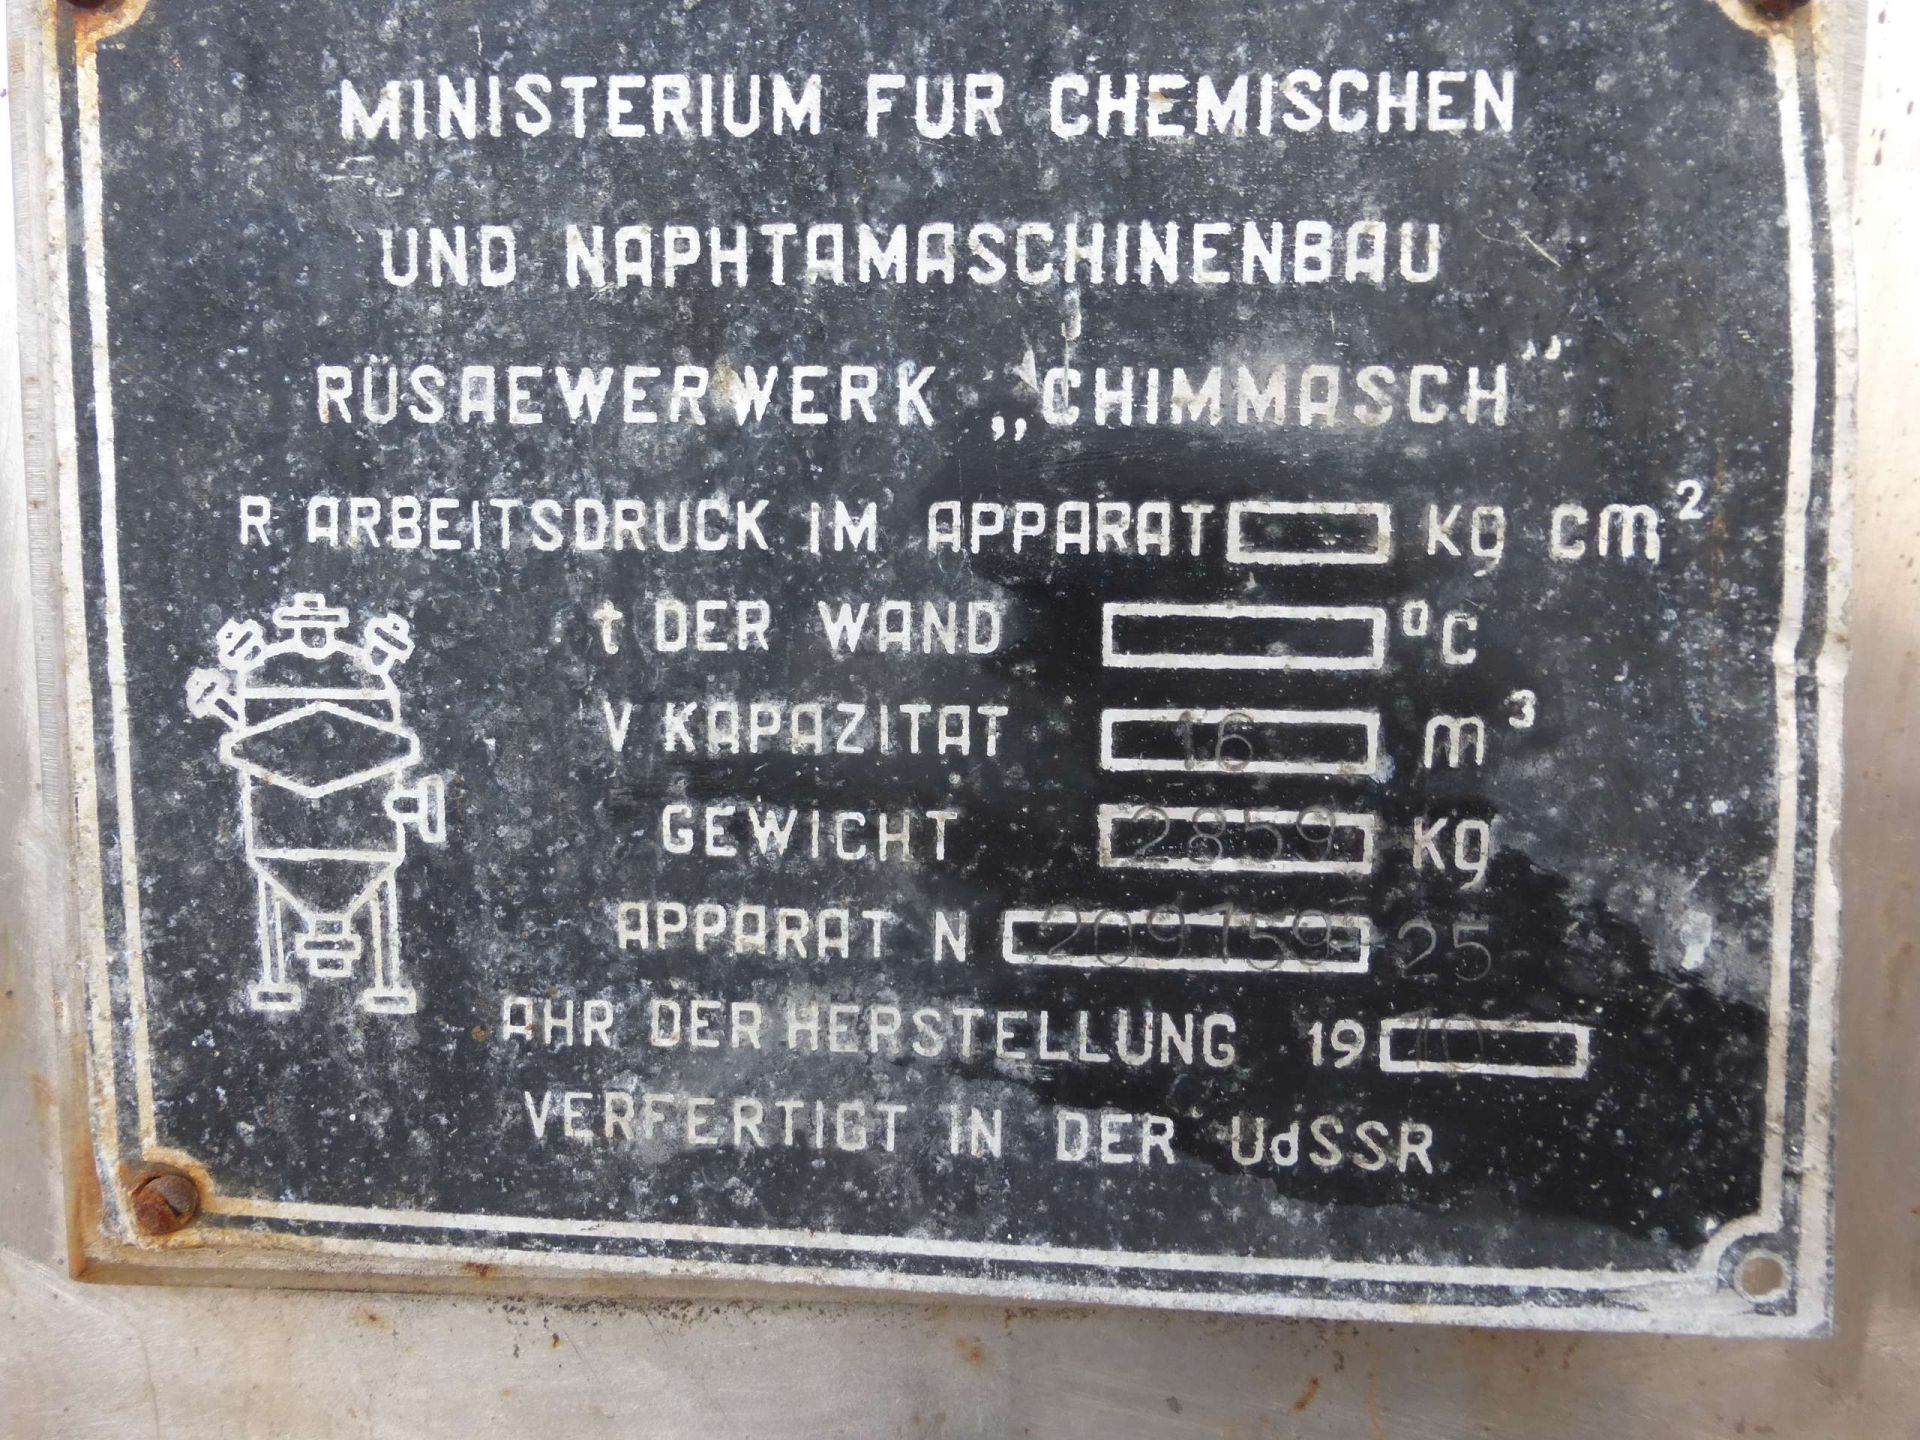 MINISTERIUM FUR CHEMISCHEN
UND NAPHTAMASCHINENBAU
RÜSAEWERWERK „CHIMMASCH”
R ARBEITSDRUCK IM APPARAT kg cm²
t DER WAND °C
V KAPAZITAT 16 m³
GEWICHT 2859 kg
APPARAT N 209159-25
AHR DER HERSTELLUNG 19 70
VERFERTIGT IN DER UdSSR